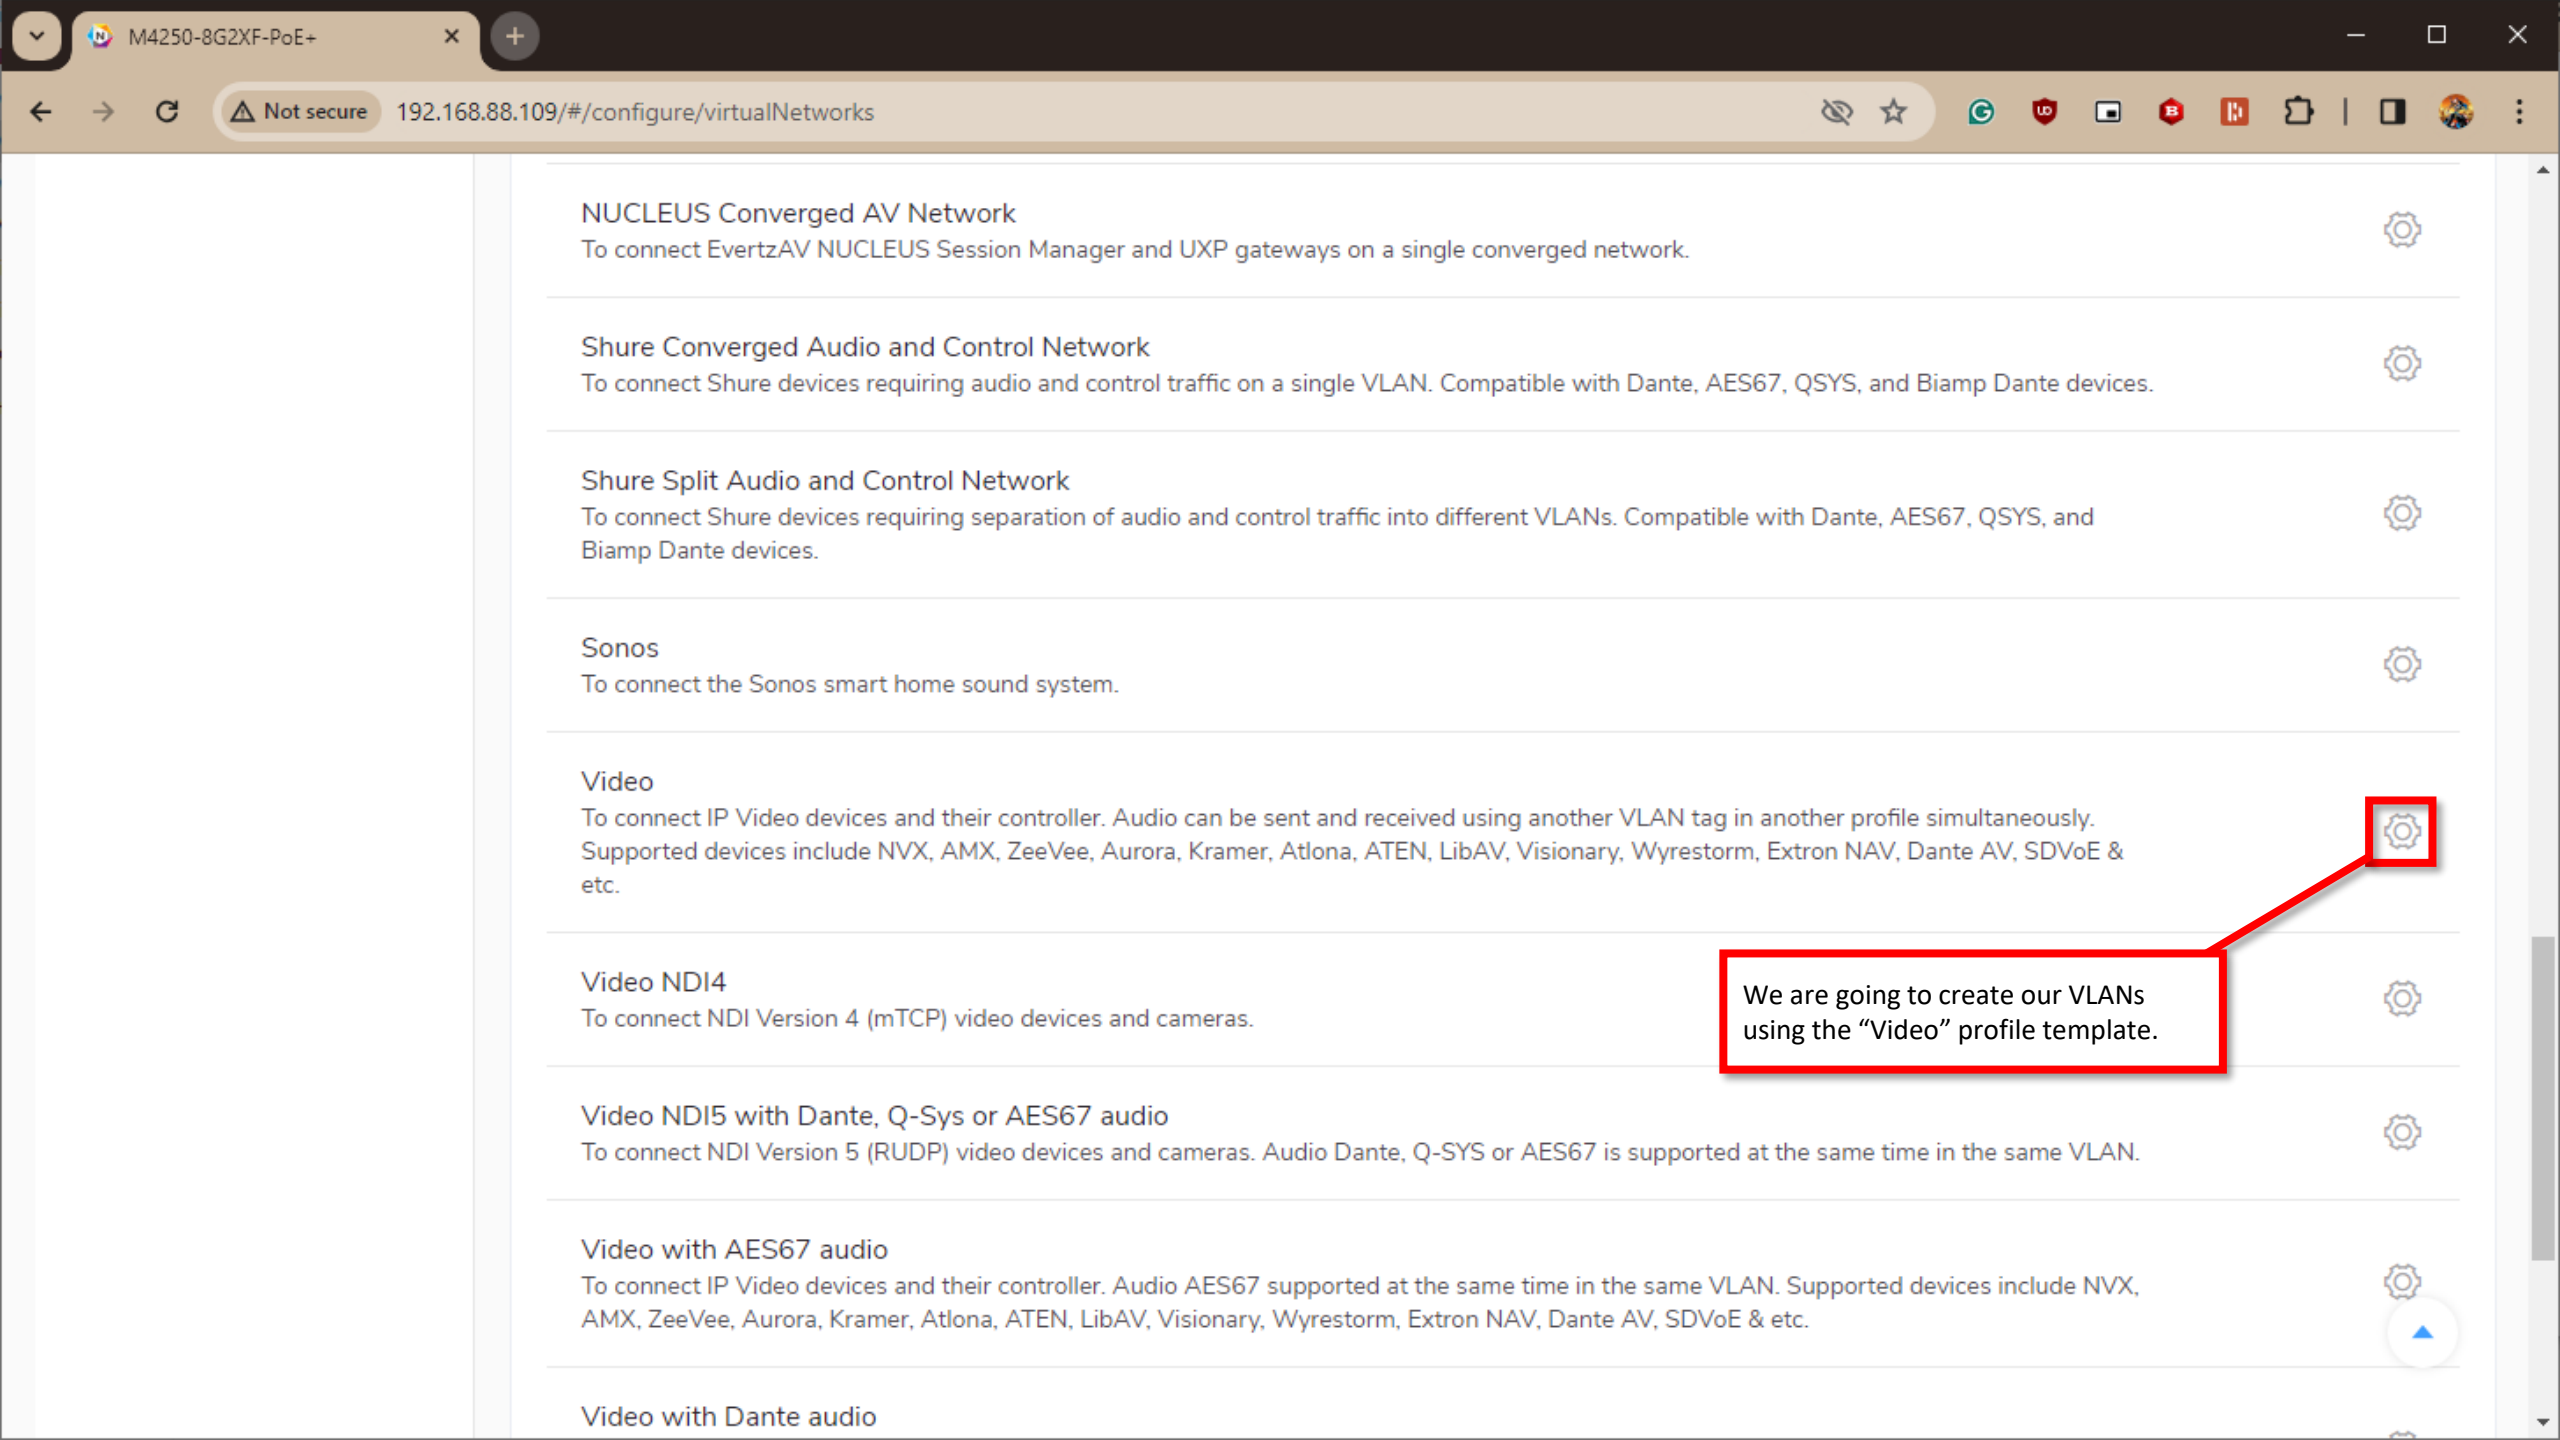 M4250-8G2XF-PoE+
Not secure
192.168.88.109/#/configure/virtualNetworks
NUCLEUS Converged AV Network
To connect EvertzAV NUCLEUS Session Manager and UXP gateways on a single converged network.
Shure Converged Audio and Control Network
To connect Shure devices requiring audio and control traffic on a single VLAN. Compatible with Dante, AES67, QSYS, and Biamp Dante devices.
Shure Split Audio and Control Network
To connect Shure devices requiring separation of audio and control traffic into different VLANs. Compatible with Dante, AES67, QSYS, and
Biamp Dante devices.
Sonos
To connect the Sonos smart home sound system.
Video
To connect IP Video devices and their controller. Audio can be sent and received using another VLAN tag in another profile simultaneously.
Supported devices include NVX, AMX, ZeeVee, Aurora, Kramer, Atlona, ATEN, LibAV, Visionary, Wyrestorm, Extron NAV, Dante AV, SDVoE &
etc.
Video NDI4
To connect NDI Version 4 (mTCP) video devices and cameras.
We are going to create our VLANs
using the “Video” profile template.
Video NDI5 with Dante, Q-Sys or AES67 audio
To connect NDI Version 5 (RUDP) video devices and cameras. Audio Dante, Q-SYS or AES67 is supported at the same time in the same VLAN.
Video with AES67 audio
To connect IP Video devices and their controller. Audio AES67 supported at the same time in the same VLAN. Supported devices include NVX,
AMX, ZeeVee, Aurora, Kramer, Atlona, ATEN, LibAV, Visionary, Wyrestorm, Extron NAV, Dante AV, SDVoE & etc.
Video with Dante audio